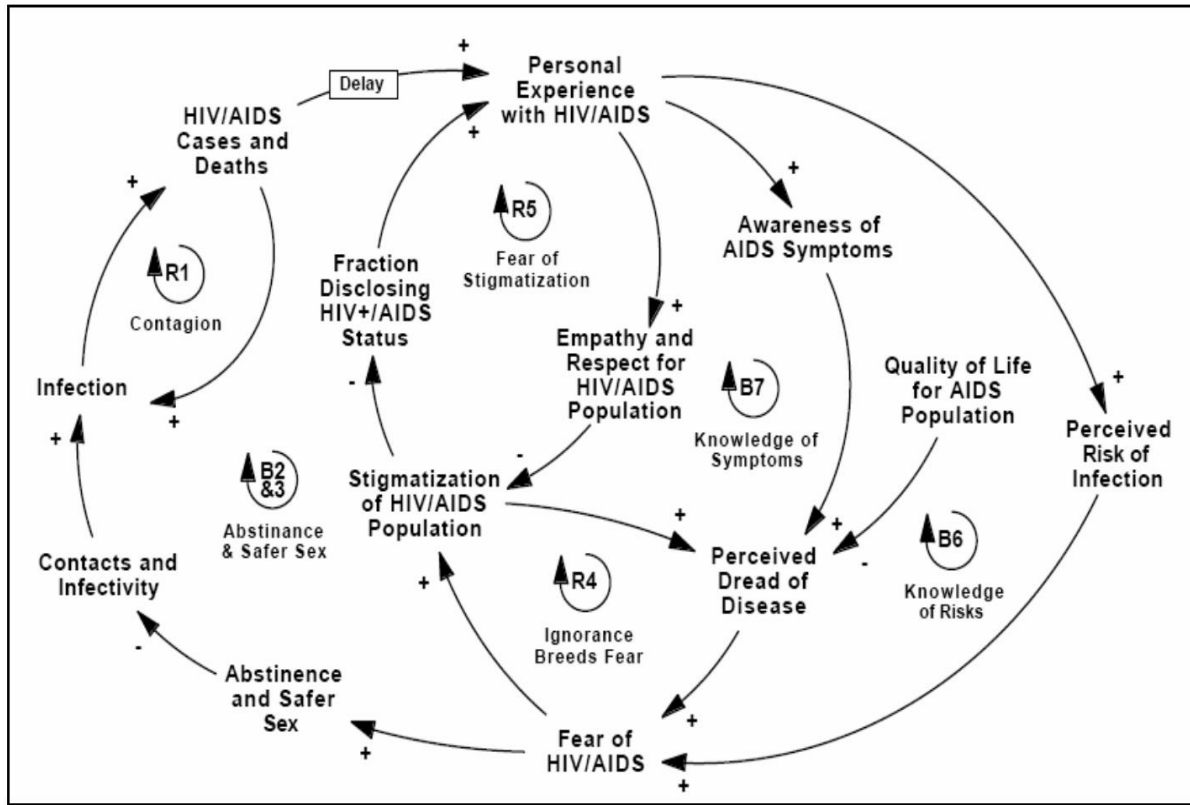 Delay
+
Personal
Experience
with HIV/AIDS
HIV/AIDS
Cases and
Deaths
+
+
+
R5
Fear of
Stigmatization
Awareness of
AIDS Symptoms
R1
Contagion
Fraction
Disclosing
HIV+/AIDS
Status
+
Empathy and
Respect for
HIV/AIDS
Population
-
B7
Knowledge of
Symptoms
Quality of Life
for AIDS
Population
+
Perceived
Risk of
Infection
Infection
+
+
B2
&3
Abstinance
& Safer Sex
-
Stigmatization
of HIV/AIDS
Population
+
+
-
Perceived
Dread of
Disease
B6
Knowledge
of Risks
Contacts and
Infectivity
+
R4
Ignorance
Breeds Fear
-
Abstinence
and Safer
Sex
+
+
Fear of
HIV/AIDS
+